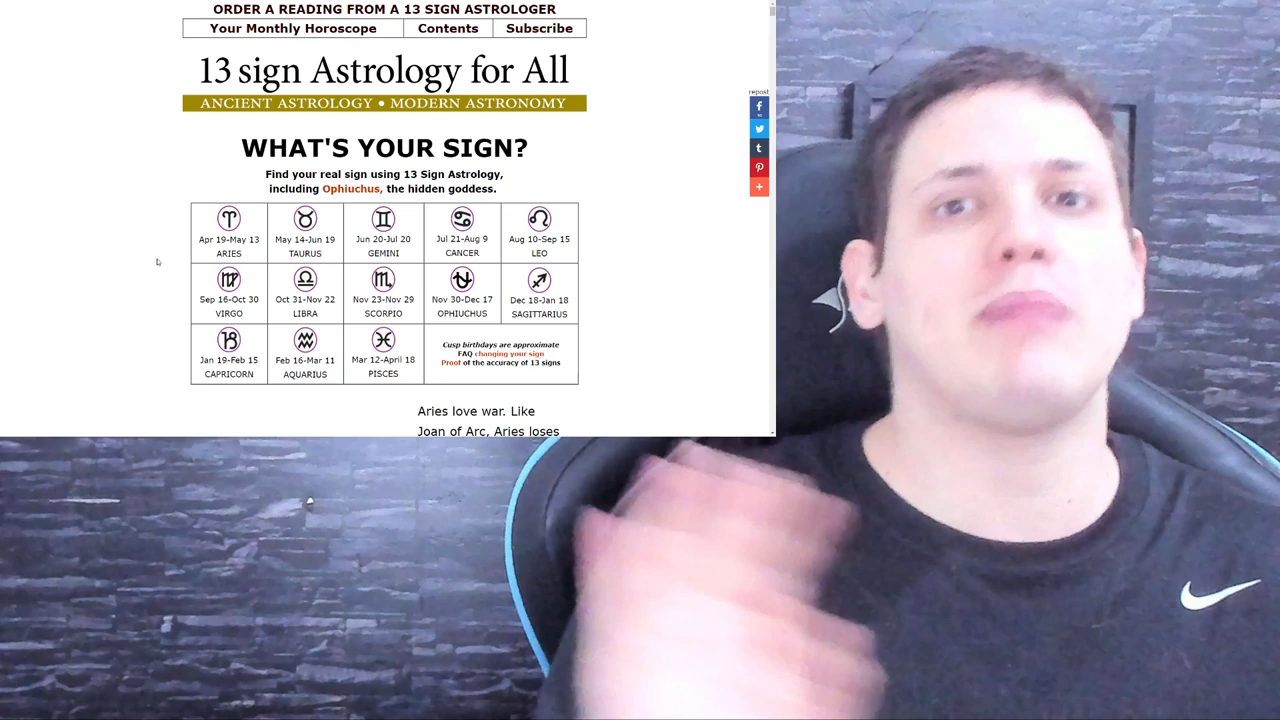 ORDER A READING FROM A 13 SIGN ASTROLOGER
Your Monthly Horoscope Contents Subscribe
13 sign Astrology for All
ANCIENT ASTROLOGY • MODERN ASTRONOMY
repost
WHAT'S YOUR SIGN?
Find your real sign using 13 Sign Astrology,
including Ophiuchus, the hidden goddess.
Apr 19-May 13 May 14-Jun 19 Jun 20-Jul 20 Jul 21-Aug 9 Aug 10-Sep 15
ARIES TAURUS GEMINI CANCER LEO
Sep 16-Oct 30 Oct 31-Nov 22 Nov 23-Nov 29 Nov 30-Dec 17 Dec 18-Jan 18
VIRGO LIBRA SCORPIO OPHIUCHUS SAGITTARIUS
Jan 19-Feb 15 Feb 16-Mar 11 Mar 12-April 18
CAPRICORN AQUARIUS PISCES
Cusp birthdays are approximate
FAQ changing your sign
Proof of the accuracy of 13 signs
Aries love war. Like
Joan of Arc, Aries loses